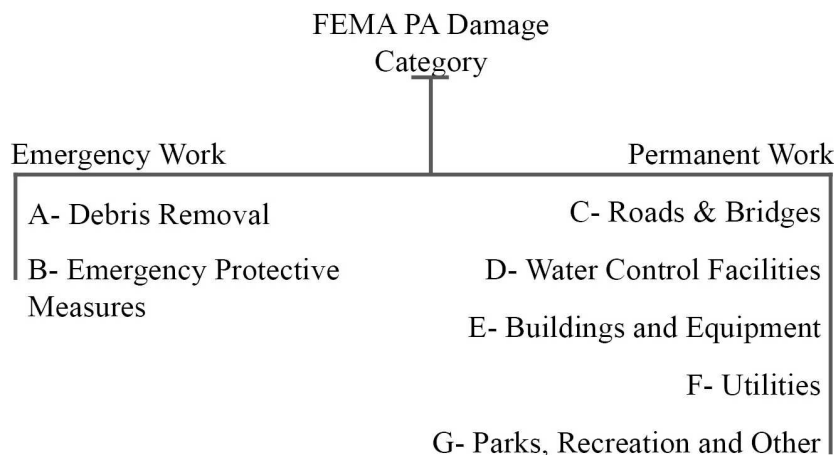 FEMA PA Damage
Category
Emergency Work
A- Debris Removal
B- Emergency Protective
Measures
Permanent Work
C- Roads & Bridges
D- Water Control Facilities
E- Buildings and Equipment
F- Utilities
G- Parks, Recreation and Other